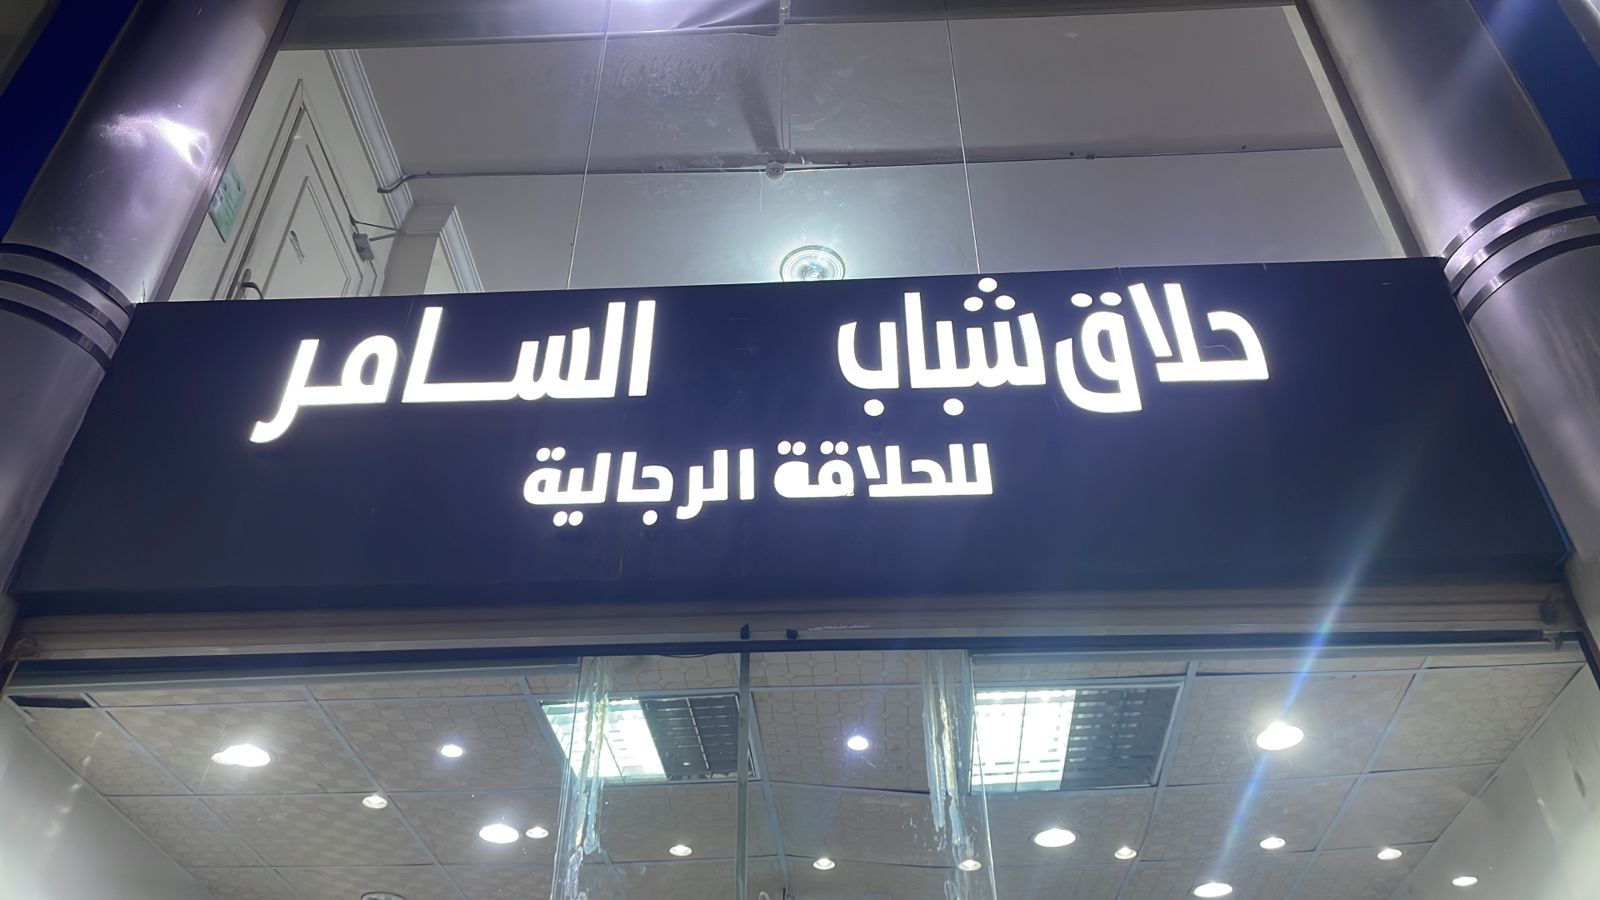 حلاق شباب السامر
للحلاقة الرجالية